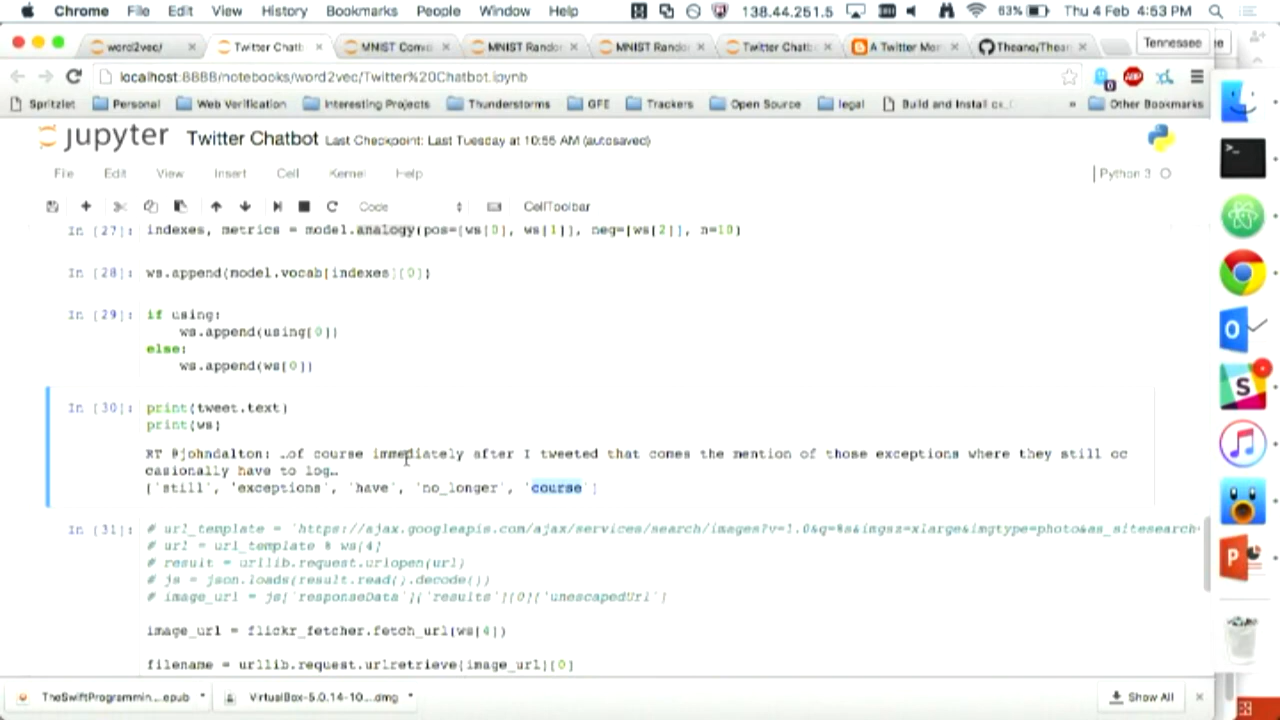 Chrome File Edit View History Bookmarks People Window Help 138.44.251.5 63% Thu 4 Feb 4:53 PM
word2vec/ Twitter Chatb MNIST Conv MNIST Rando MNIST Rando Twitter Chatb A Twitter Me Theano/Thean Tennessee
localhost:8888/notebooks/word2vec/Twitter%20Chatbot.ipynb
Spritzlet Personal Web Verification Interesting Projects Thunderstorms GFE Trackers Open Source legal Build and Install » Other Bookmarks
jupyter Twitter Chatbot Last Checkpoint: Last Tuesday at 10:55 AM (autosaved)
File Edit View Insert Cell Kernel Help Python 3
Code CellToolbar
In [27]: indexes, metrics = model.analogy(pos=[ws[0], ws[1]], neg=[ws[2]], n=10)
In [28]: ws.append(model.vocab[indexes][0])
In [29]: if using:
ws.append(using[0])
else:
ws.append(ws[0])
In [30]: print(tweet.text)
print(ws)
RT @johndalton: …of course immediately after I tweeted that comes the mention of those exceptions where they still oc
casionally have to log…
['still', 'exceptions', 'have', 'no_longer', 'course']
In [31]: # url_template = 'https://ajax.googleapis.com/ajax/services/search/images?v=1.0&q=%s&imgsz=xlarge&imgtype=photo&as_sitesearch=
# url = url_template % ws[4]
# result = urllib.request.urlopen(url)
# js = json.loads(result.read().decode())
# image_url = js['responseData']['results'][0]['unescapedUrl']
image_url = flickr_fetcher.fetch_url(ws[4])
filename = urllib.request.urlretrieve(image_url)[0]
TheSwiftProgrammin....epub VirtualBox-5.0.14-10....dmg Show All